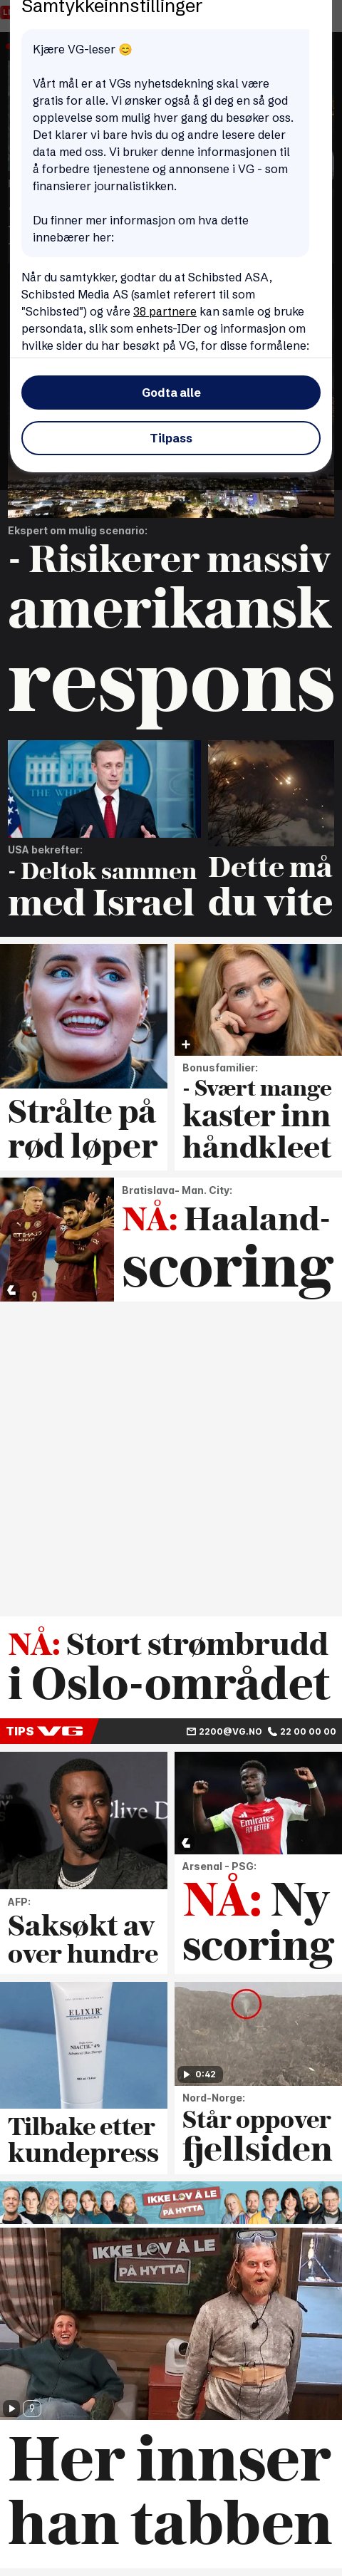 Samtykkeinnstillinger
Kjære VG-leser 😊
Vårt mål er at VGs nyhetsdekning skal være
gratis for alle. Vi ønsker også å gi deg en så god
opplevelse som mulig hver gang du besøker oss.
Det klarer vi bare hvis du og andre lesere deler
data med oss. Vi bruker denne informasjonen til
å forbedre tjenestene og annonsene i VG - som
finansierer journalistikken.
Du finner mer informasjon om hva dette
innebærer her:
Når du samtykker, godtar du at Schibsted ASA,
Schibsted Media AS (samlet referert til som
"Schibsted") og våre 38 partnere kan samle og bruke
persondata, slik som enhets-IDer og informasjon om
hvilke sider du har besøkt på VG, for disse formålene:
Godta alle
Tilpass
Ekspert om mulig scenario:
- Risikerer massiv
amerikansk
respons
THE WHITE
USA bekrefter:
- Deltok sammen
med Israel
Dette må
du vite
Strålte på
rød løper
Bonusfamilier:
- Svært mange
kaster inn
håndkleet
Bratislava- Man. City:
NÅ: Haaland-
scoring
NÅ: Stort strømbrudd
i Oslo-området
TIPS VG
2200@VG.NO 22 00 00 00
AFP:
Saksøkt av
over hundre
Arsenal - PSG:
NÅ: Ny
scoring
ELIXIR
Tilbake etter
kundepress
0:42
Nord-Norge:
Står oppover
fjellsiden
IKKE LOV Å LE
PÅ HYTTA
IKKE LOV Å LE
PÅ HYTTA
9
Her innser
han tabben